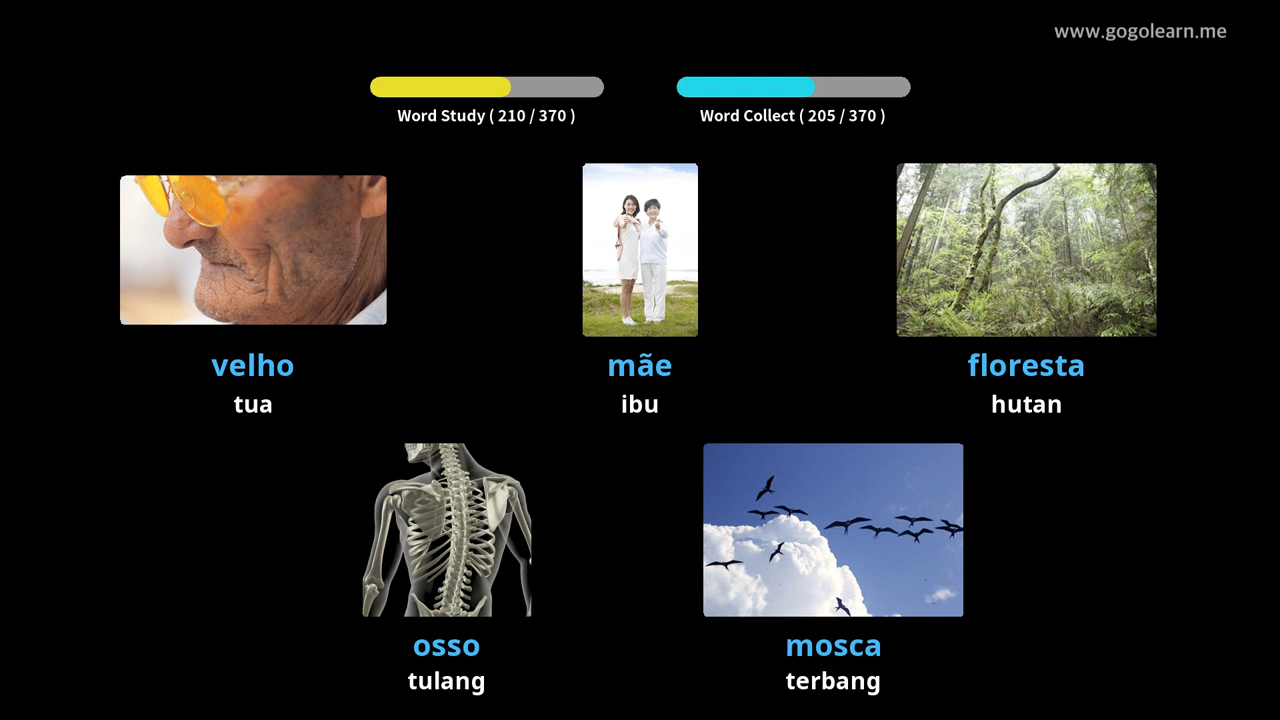 www.gogolearn.me
Word Study ( 210 / 370 )
Word Collect ( 205 / 370 )
velho
tua
mãe
ibu
floresta
hutan
osso
tulang
mosca
terbang